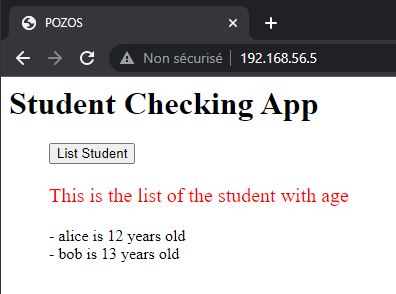 POZOS
Non sécurisé | 192.168.56.5
Student Checking App
List Student
This is the list of the student with age
- alice is 12 years old
- bob is 13 years old